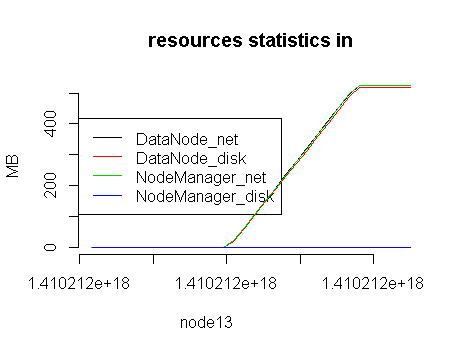 resources statistics in
MB
400
200
0
DataNode_net
DataNode_disk
NodeManager_net
NodeManager_disk
1.410212e+18 1.410212e+18 1.410212e+18
node13